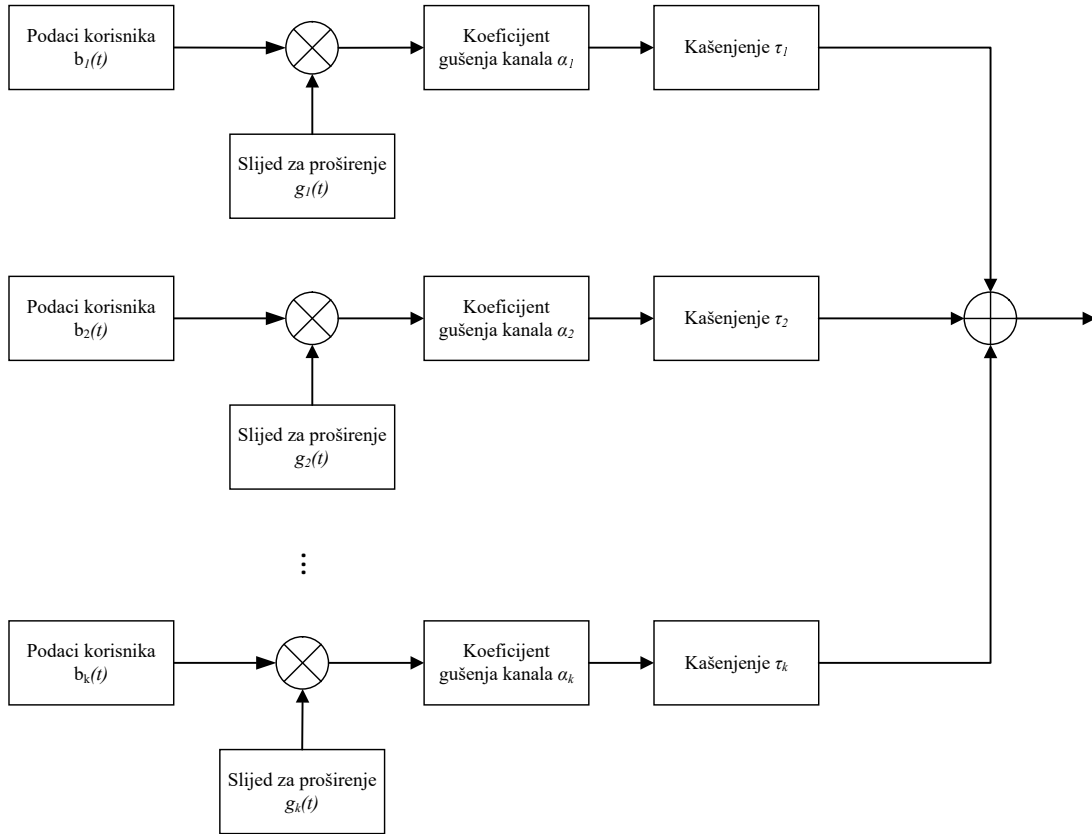 Podaci korisnika
b1(t)
Koeficijent
gušenja kanala α1
Kašenjenje τ1
Slijed za proširenje
g1(t)
Podaci korisnika
b2(t)
Koeficijent
gušenja kanala α2
Kašenjenje τ2
Slijed za proširenje
g2(t)
...
Podaci korisnika
bk(t)
Koeficijent
gušenja kanala αk
Kašenjenje τk
Slijed za proširenje
gk(t)